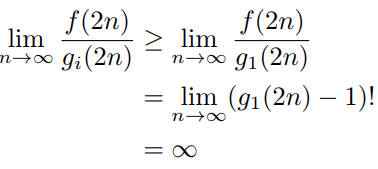 lim_{n→∞} f(2n)/g_i(2n) ≥ lim_{n→∞} f(2n)/g_1(2n)
= lim_{n→∞} (g_1(2n) − 1)!
= ∞